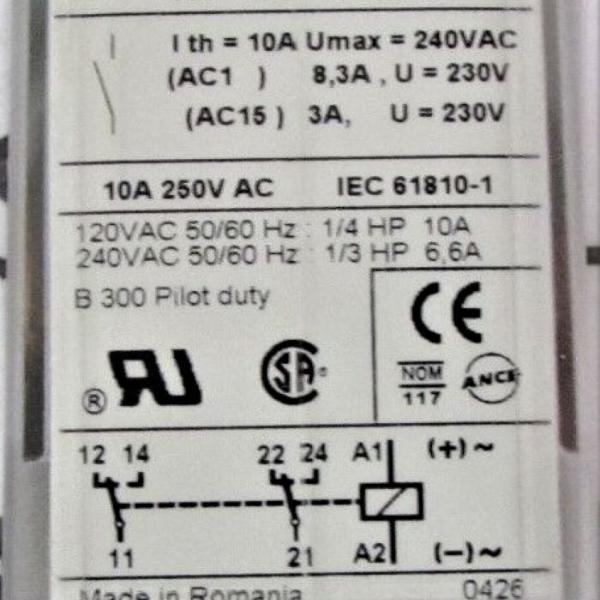 I th = 10A Umax = 240VAC
(AC1 ) 8,3A , U = 230V
(AC15 ) 3A, U = 230V
10A 250V AC IEC 61810-1
120VAC 50/60 Hz : 1/4 HP 10A
240VAC 50/60 Hz : 1/3 HP 6,6A
B 300 Pilot duty
CE
® RU SA ® NOM ANCE
117
12 14 22 24 A1 (+) ~
11 21 A2 (−) ~
Made in Romania 0426